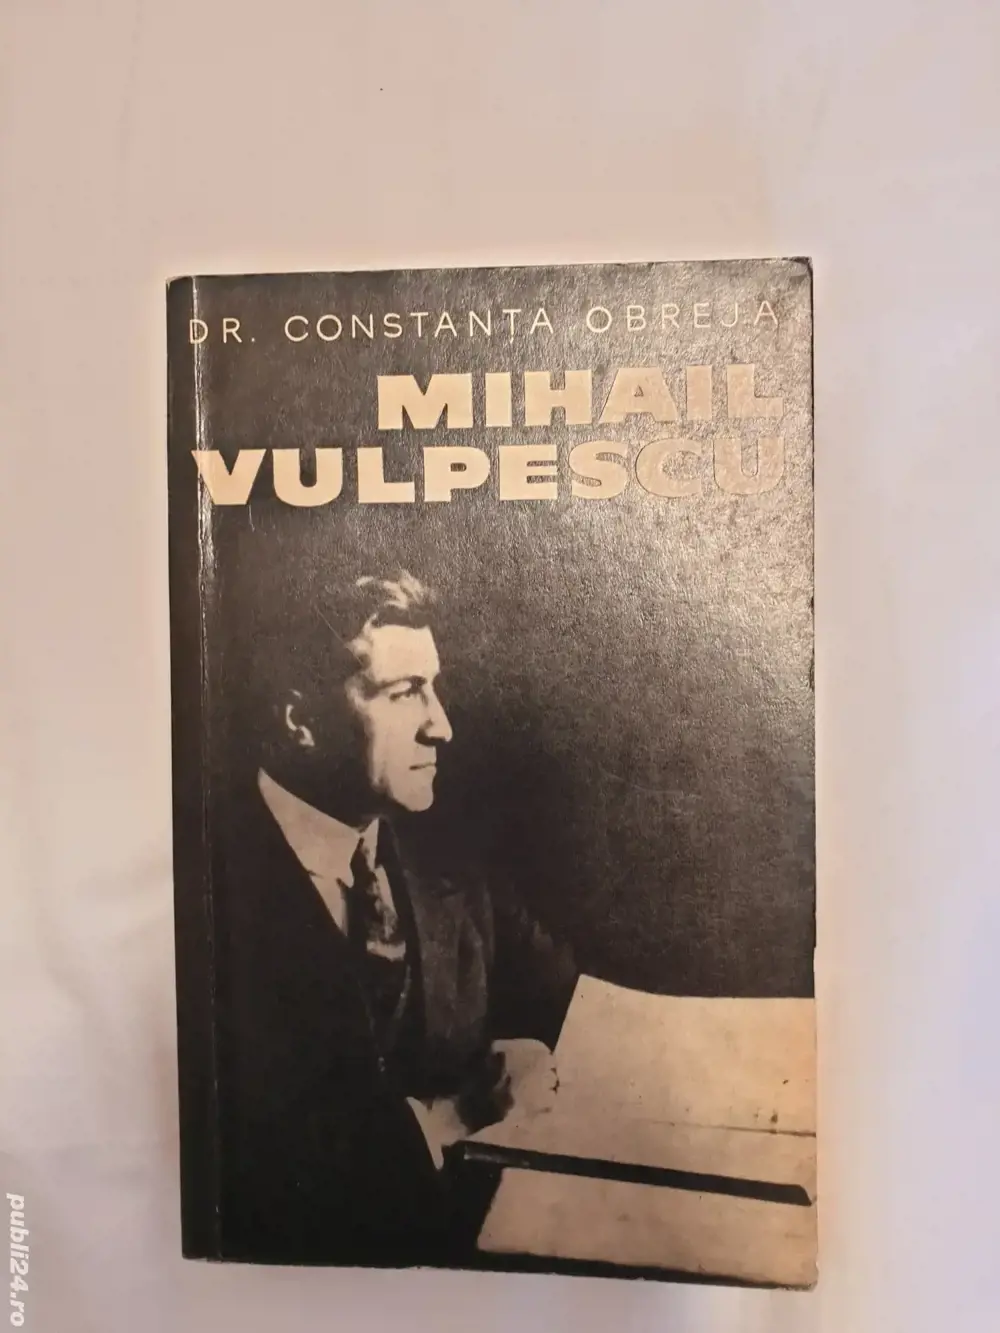 DR. CONSTANȚA OBREJA
MIHAIL
VULPESCU
publi24.ro